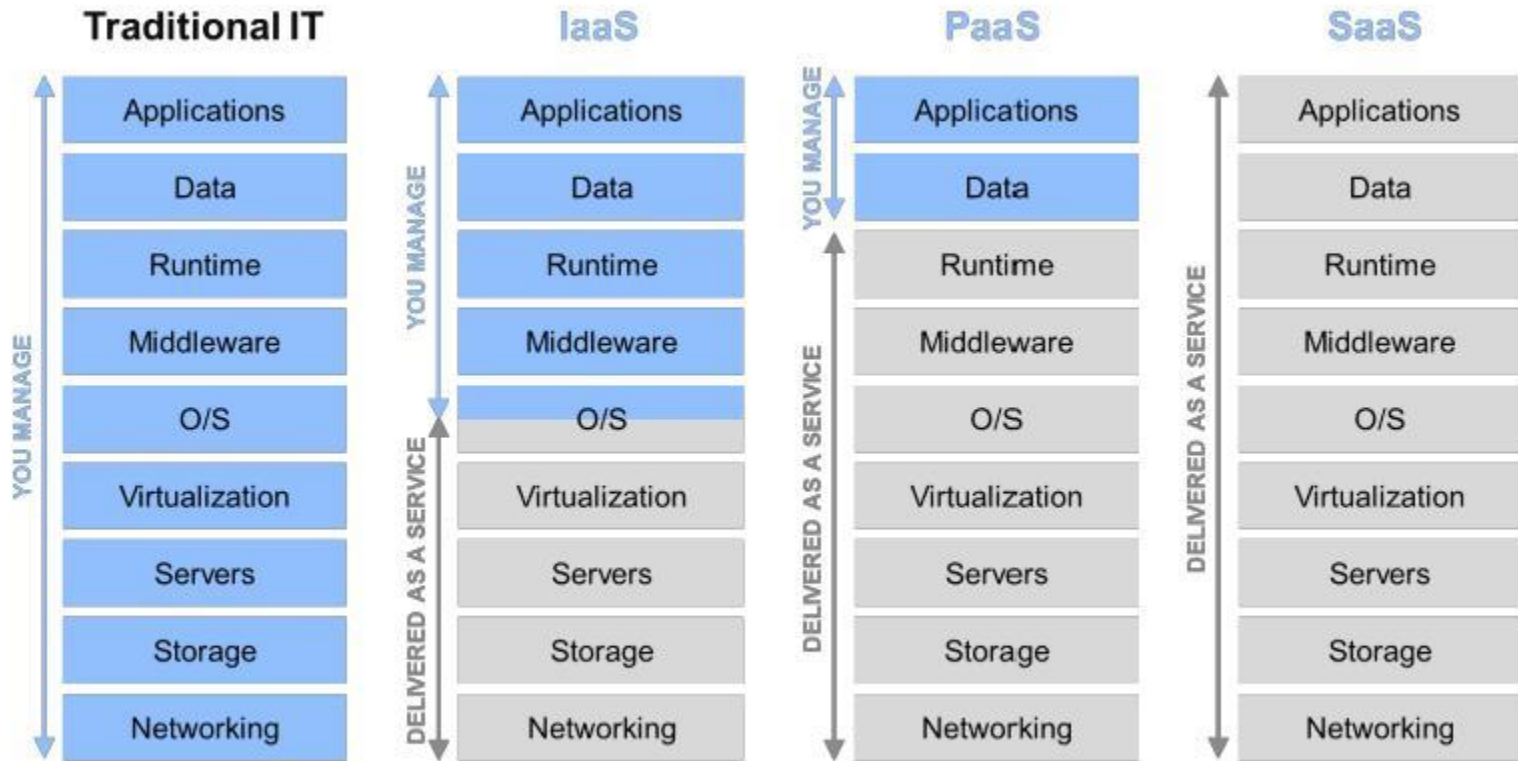 Traditional IT
IaaS
PaaS
SaaS
YOU MANAGE
Applications
Data
Runtime
Middleware
O/S
Virtualization
Servers
Storage
Networking
YOU MANAGE
DELIVERED AS A SERVICE
Applications
Data
Runtime
Middleware
O/S
Virtualization
Servers
Storage
Networking
YOU MANAGE
DELIVERED AS A SERVICE
Applications
Data
Runtime
Middleware
O/S
Virtualization
Servers
Storage
Networking
DELIVERED AS A SERVICE
Applications
Data
Runtime
Middleware
O/S
Virtualization
Servers
Storage
Networking